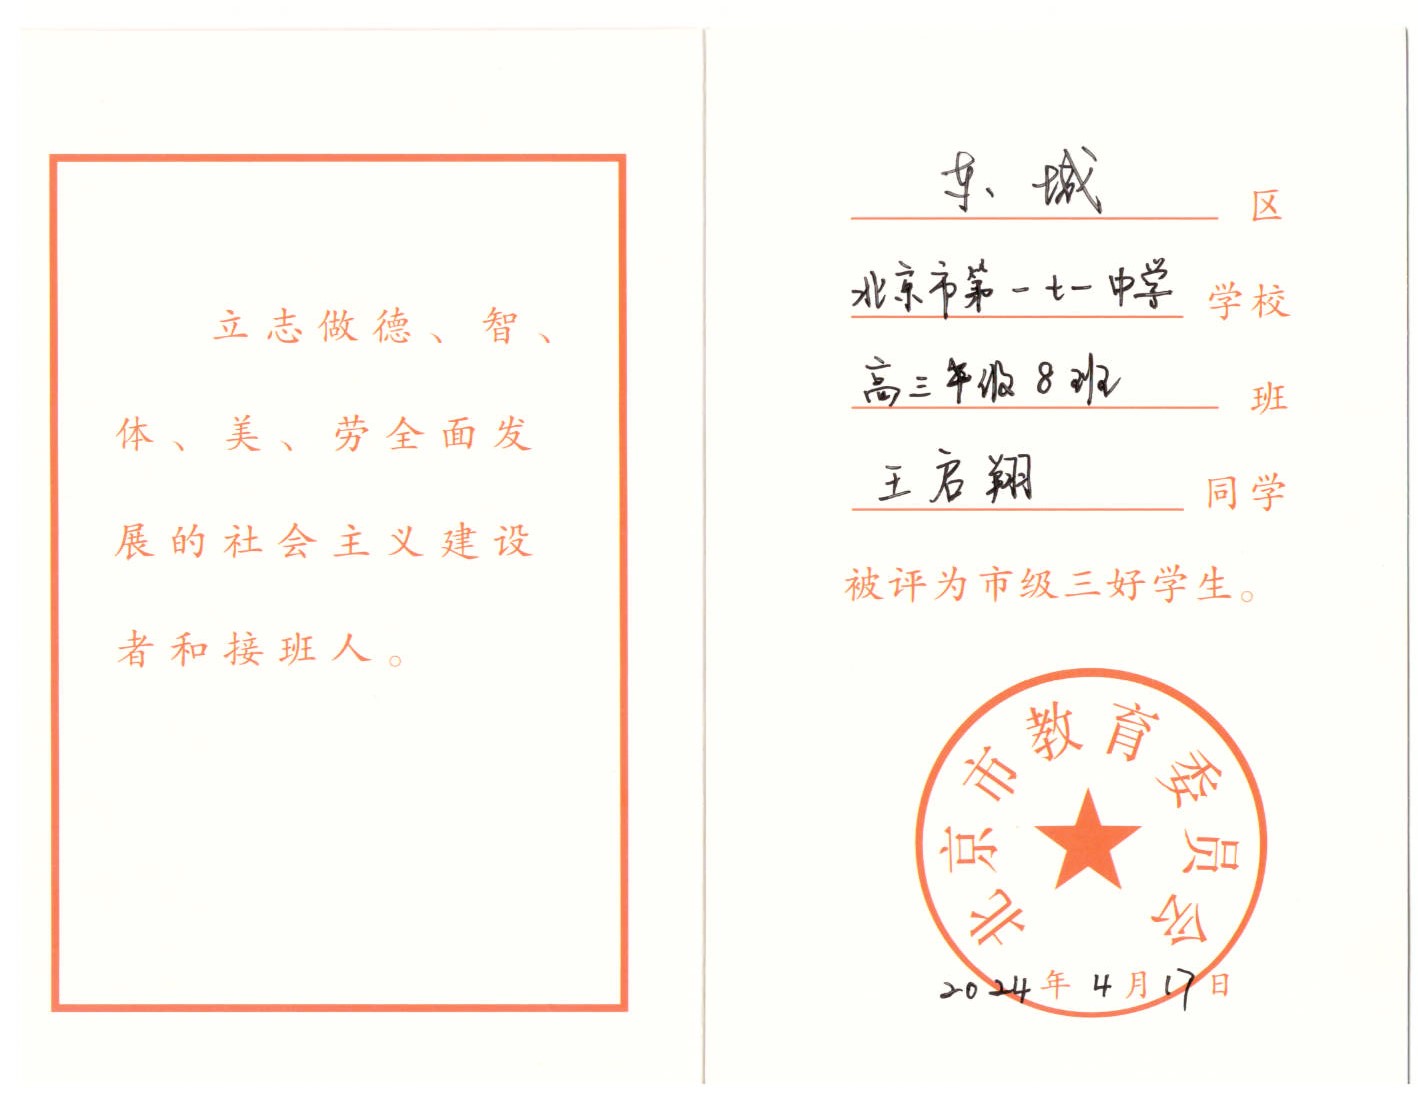 立志做德、智、
体、美、劳全面发
展的社会主义建设
者和接班人。
东城区
北京市第一七一中学学校
高三年级8班班
王启翔同学
被评为市级三好学生。
北京市教育委员会
2024年4月17日